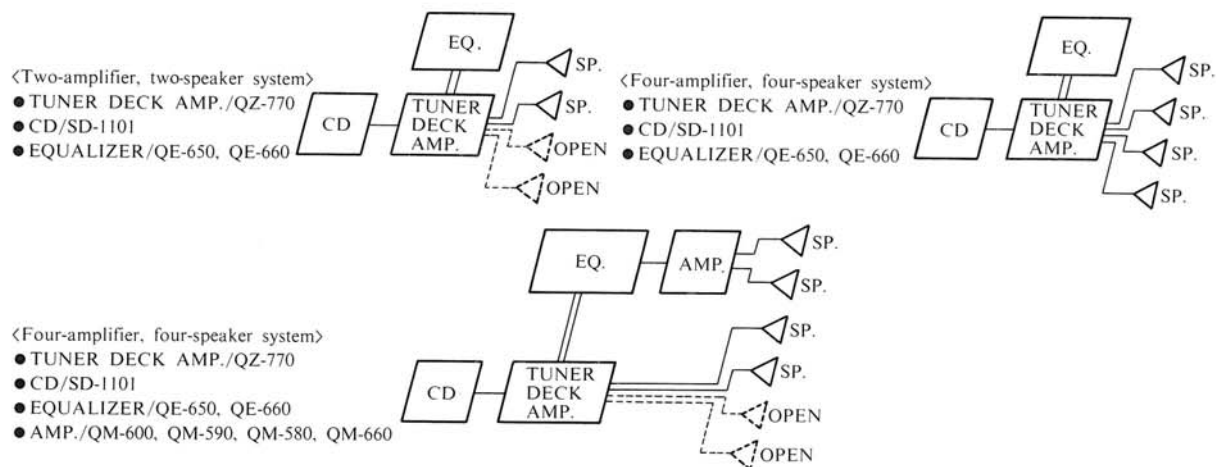 〈Two-amplifier, two-speaker system〉
● TUNER DECK AMP./QZ-770
● CD/SD-1101
● EQUALIZER/QE-650, QE-660
EQ.
CD
TUNER
DECK
AMP.
SP.
SP.
OPEN
OPEN
〈Four-amplifier, four-speaker system〉
● TUNER DECK AMP./QZ-770
● CD/SD-1101
● EQUALIZER/QE-650, QE-660
EQ.
CD
TUNER
DECK
AMP.
SP.
SP.
SP.
SP.
〈Four-amplifier, four-speaker system〉
● TUNER DECK AMP./QZ-770
● CD/SD-1101
● EQUALIZER/QE-650, QE-660
● AMP./QM-600, QM-590, QM-580, QM-660
EQ.
AMP.
SP.
SP.
CD
TUNER
DECK
AMP.
SP.
SP.
OPEN
OPEN